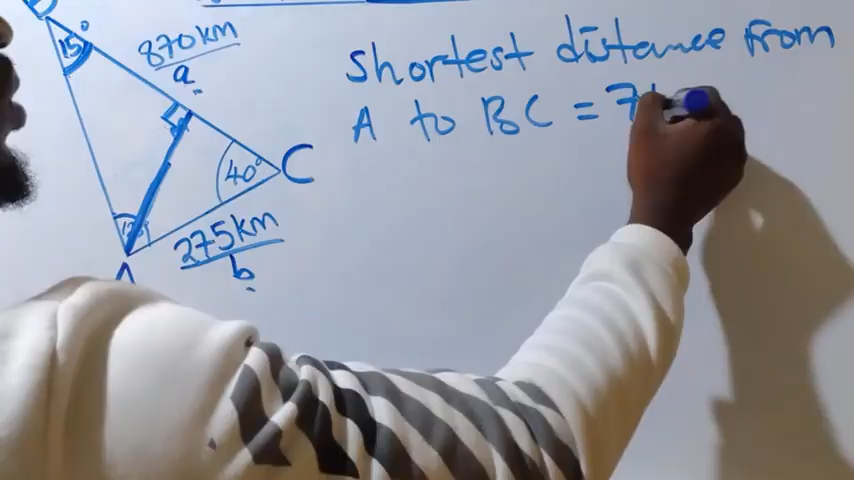 15°
870km
a
Shortest distance from
A to BC = 7
40°
C
275km
b
A